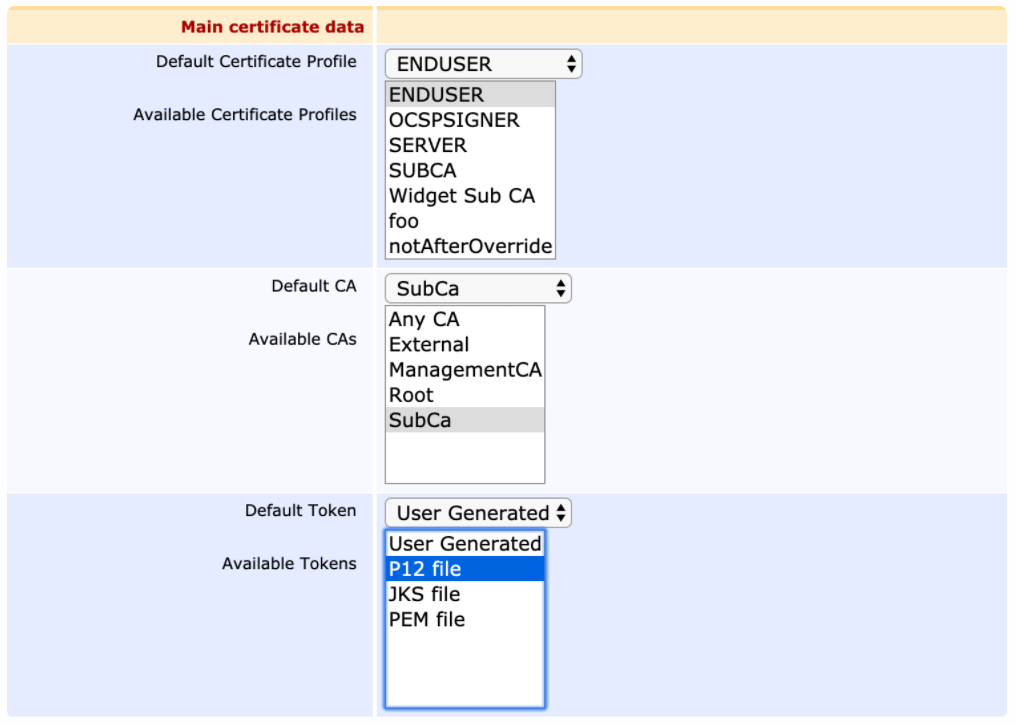 Main certificate data
Default Certificate Profile
ENDUSER
Available Certificate Profiles
ENDUSER
OCSPSIGNER
SERVER
SUBCA
Widget Sub CA
foo
notAfterOverride
Default CA
SubCa
Available CAs
Any CA
External
ManagementCA
Root
SubCa
Default Token
User Generated
Available Tokens
User Generated
P12 file
JKS file
PEM file